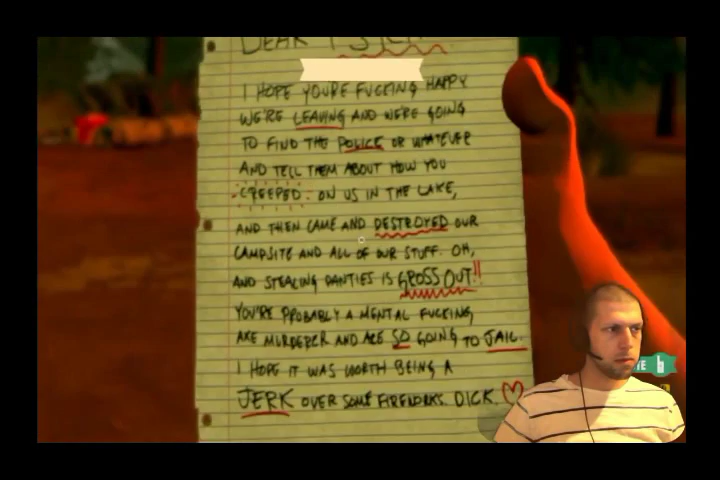 DEAR PSYCH
I HOPE YOU'RE FUCKING HAPPY
WE'RE LEAVING AND WE'RE GOING
TO FIND THE POLICE OR WHATEVER
AND TELL THEM ABOUT HOW YOU
CREEPED ON US IN THE LAKE,
AND THEN CAME AND DESTROYED OUR
CAMPSITE AND ALL OF OUR STUFF. OH,
AND STEALING PANTIES IS GROSS OUT!!
YOU'RE PROBABLY A MENTAL FUCKING,
AXE MURDERER AND ARE SO GOING TO JAIL.
I HOPE IT WAS WORTH BEING A
JERK OVER SOME FIREWORKS. DICK.